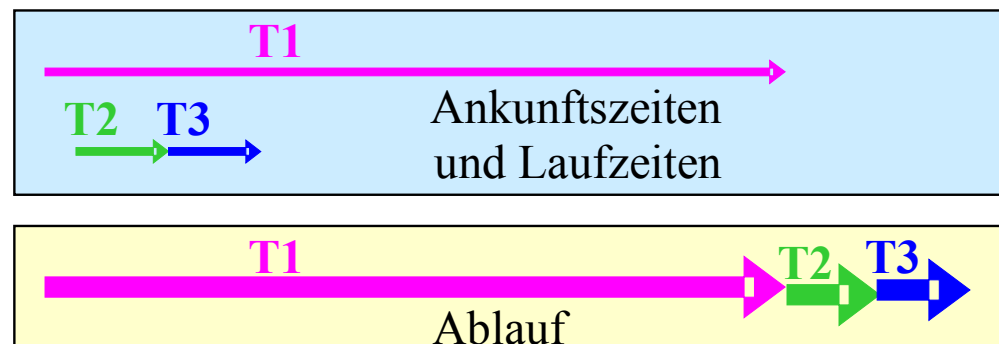 T1
T2 T3
Ankunftszeiten
und Laufzeiten
T1 T2 T3
Ablauf